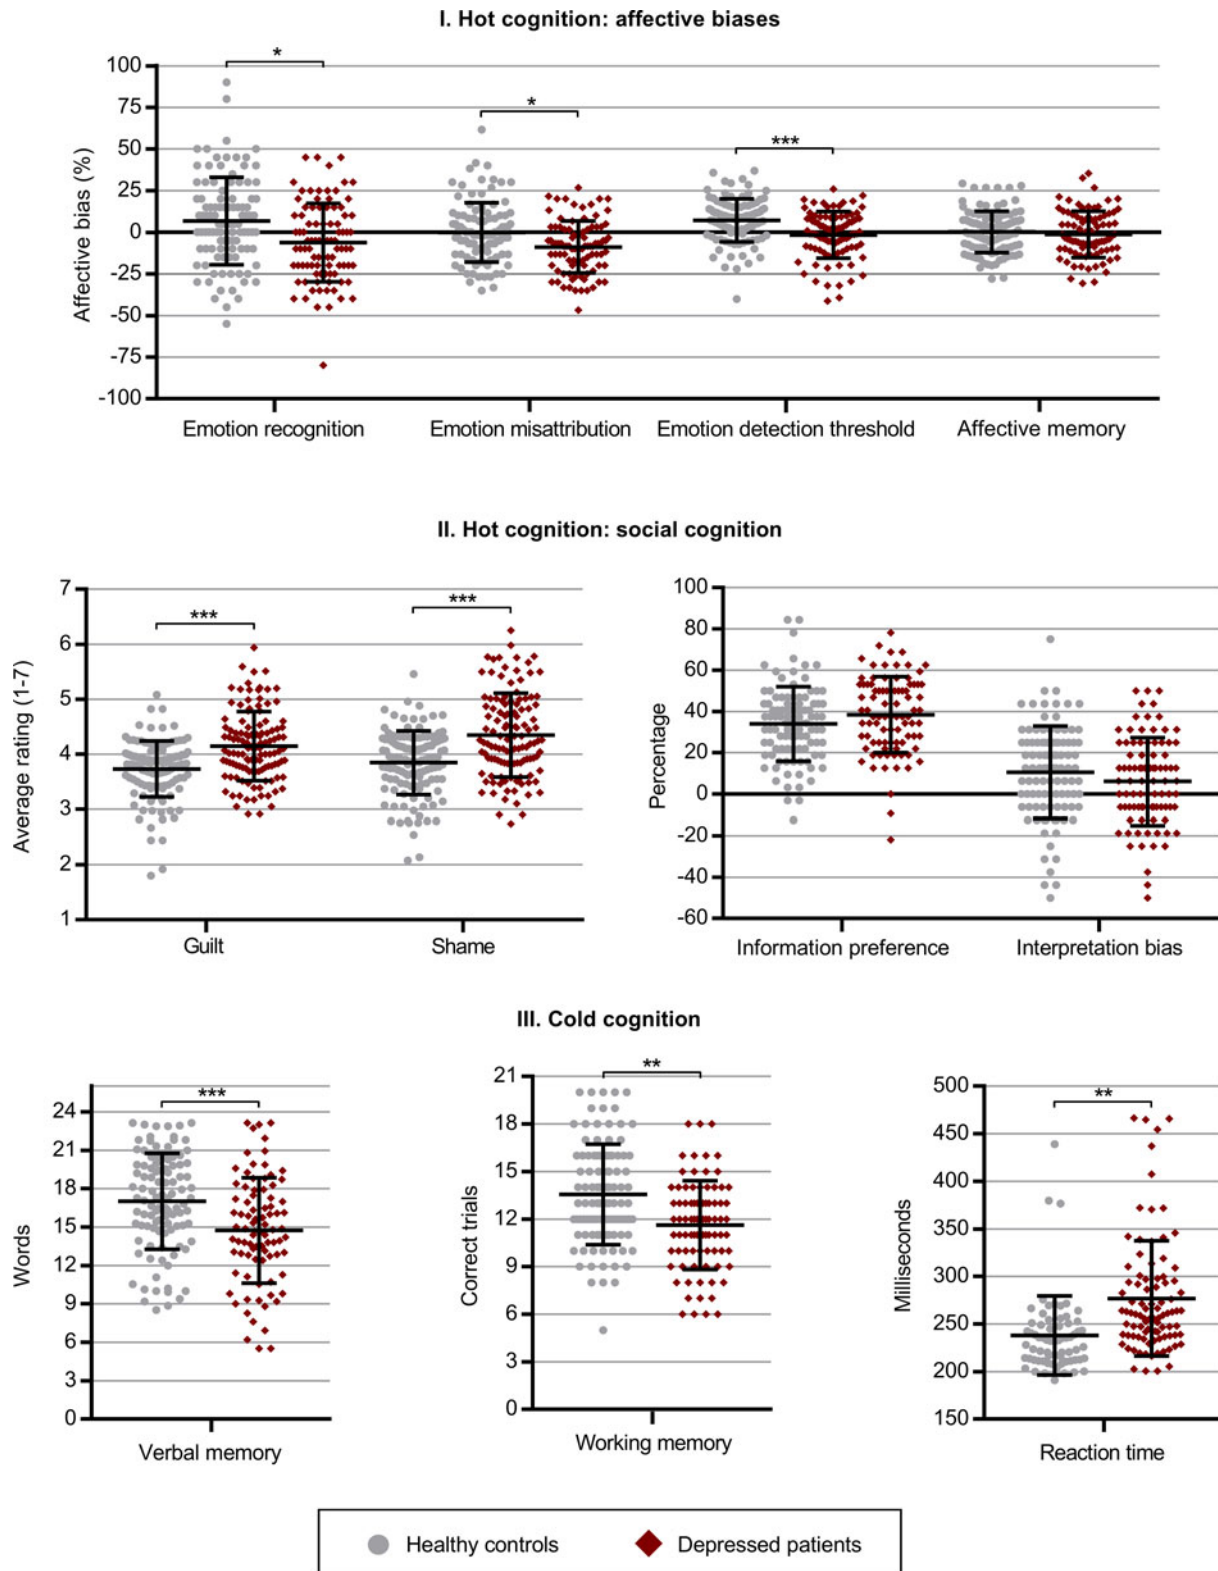 I. Hot cognition: affective biases
Affective bias (%)
100
75
50
25
0
-25
-50
-75
-100
*
*
***
Emotion recognition
Emotion misattribution
Emotion detection threshold
Affective memory
II. Hot cognition: social cognition
Average rating (1-7)
7
6
5
4
3
2
1
***
***
Guilt
Shame
Percentage
100
80
60
40
20
0
-20
-40
-60
Information preference
Interpretation bias
III. Cold cognition
Words
24
21
18
15
12
9
6
3
0
***
Verbal memory
Correct trials
21
18
15
12
9
6
3
0
**
Working memory
Milliseconds
500
450
400
350
300
250
200
150
**
Reaction time
Healthy controls
Depressed patients